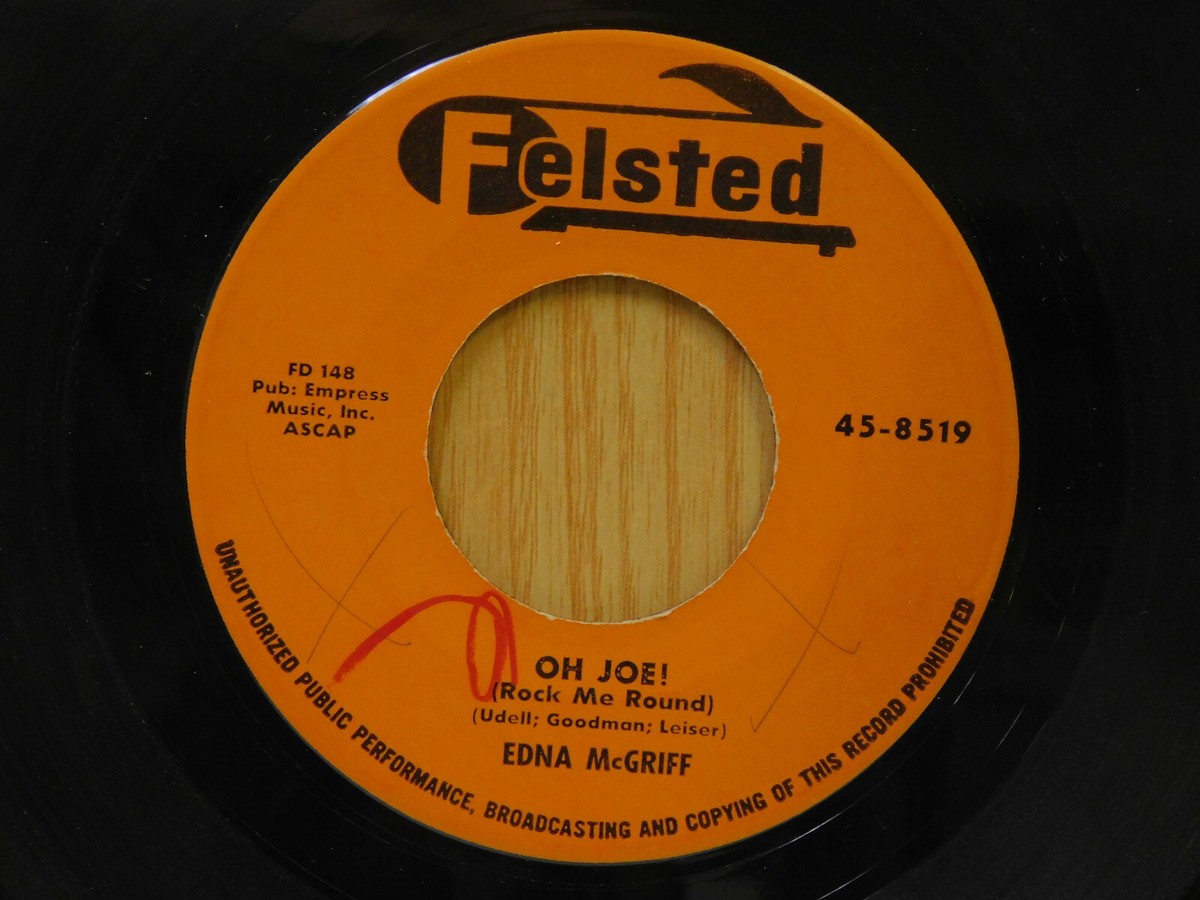 Felsted
FD 148
Pub: Empress
Music, Inc.
ASCAP
45-8519
OH JOE!
(Rock Me Round)
(Udell; Goodman; Leiser)
EDNA McGRIFF
UNAUTHORIZED PUBLIC PERFORMANCE, BROADCASTING AND COPYING OF THIS RECORD PROHIBITED